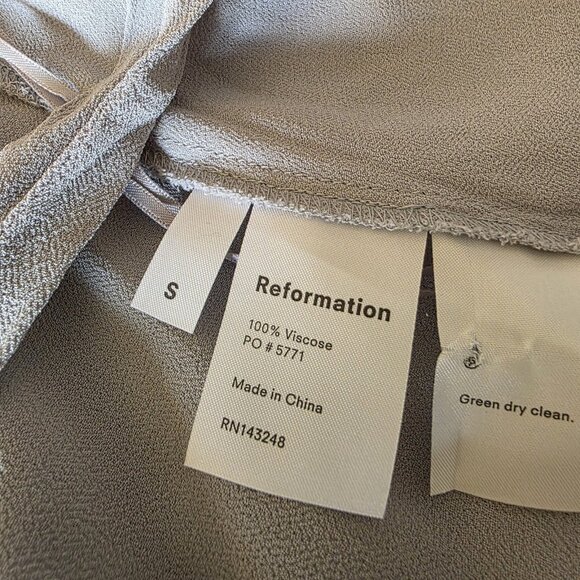 S
Reformation
100% Viscose
PO # 5771
Made in China
RN143248
Green dry clean.